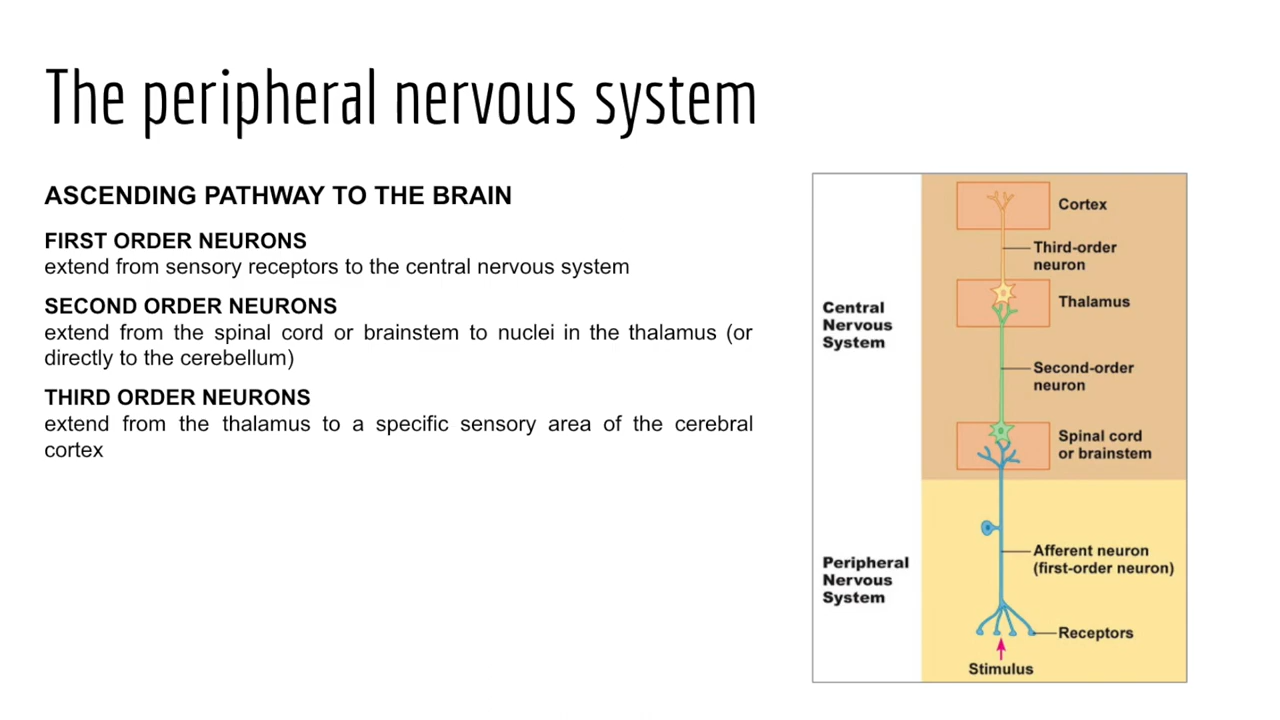 The peripheral nervous system
ASCENDING PATHWAY TO THE BRAIN
FIRST ORDER NEURONS
extend from sensory receptors to the central nervous system
SECOND ORDER NEURONS
extend from the spinal cord or brainstem to nuclei in the thalamus (or
directly to the cerebellum)
THIRD ORDER NEURONS
extend from the thalamus to a specific sensory area of the cerebral
cortex
Cortex
Third-order
neuron
Thalamus
Central
Nervous
System
Second-order
neuron
Spinal cord
or brainstem
Peripheral
Nervous
System
Afferent neuron
(first-order neuron)
Receptors
Stimulus